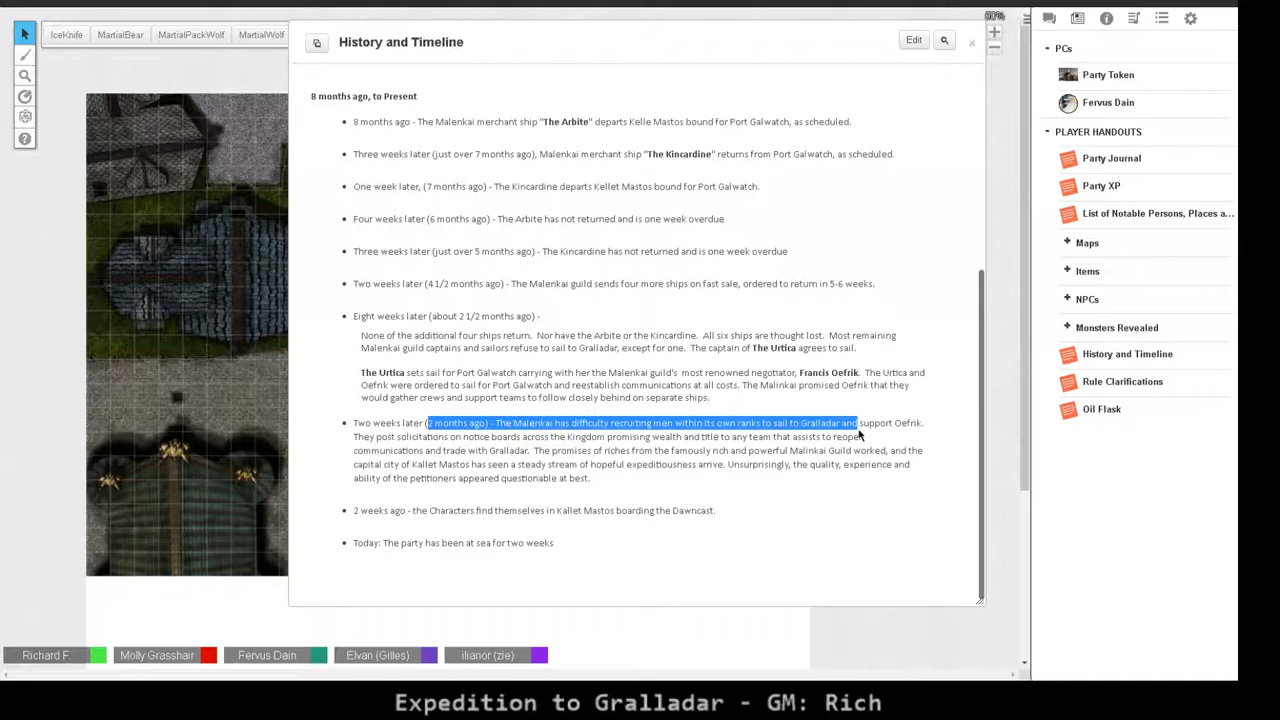 80%
IceKnife MartialBear MartialPackWolf MartialWolf
History and Timeline
Edit
8 months ago, to Present
8 months ago - The Malenkai merchant ship "The Arbite" departs Kelle Mastos bound for Port Galwatch, as scheduled.
Three weeks later (just over 7 months ago), Malenkai merchant ship "The Kincardine" returns from Port Galwatch, as scheduled.
One week later, (7 months ago) - The Kincardine departs Kellet Mastos bound for Port Galwatch.
Four weeks later (6 months ago) - The Arbite has not returned and is one week overdue
Three weeks later (just over 5 months ago) - The Kincardine has not returned and is one week overdue
Two weeks later (4 1/2 months ago) - The Malenkai guild sends four more ships on fast sale, ordered to return in 5-6 weeks.
Eight weeks later (about 2 1/2 months ago) -
None of the additional four ships return. Nor have the Arbite or the Kincardine. All six ships are thought lost. Most remaining
Malenkai guild captains and sailors refuse to sail to Gralladar, except for one. The captain of The Urtica agrees to sail.
The Urtica sets sail for Port Galwatch carrying with her the Malenkai guild's most renowned negotiator, Francis Oefrik. The Urtica and
Oefrik were ordered to sail for Port Galwatch and reestablish communications at all costs. The Malinkai promised Oefrik that they
would gather crews and support teams to follow closely behind on separate ships.
Two weeks later (2 months ago) - The Malenkai has difficulty recruiting men within its own ranks to sail to Gralladar and support Oefrik.
They post solicitations on notice boards across the Kingdom promising wealth and title to any team that assists to reope
communications and trade with Gralladar. The promises of riches from the famously rich and powerful Malinkai Guild worked, and the
capital city of Kallet Mastos has seen a steady stream of hopeful expeditiousness arrive. Unsurprisingly, the quality, experience and
ability of the petitioners appeared questionable at best.
2 weeks ago - the Characters find themselves in Kallet Mastos boarding the Dawncast.
Today: The party has been at sea for two weeks
PCs
Party Token
Fervus Dain
PLAYER HANDOUTS
Party Journal
Party XP
List of Notable Persons, Places a...
Maps
Items
NPCs
Monsters Revealed
History and Timeline
Rule Clarifications
Oil Flask
Richard F. Molly Grasshair Fervus Dain Elvan (Gilles) ilianor (zie)
Expedition to Gralladar - GM: Rich